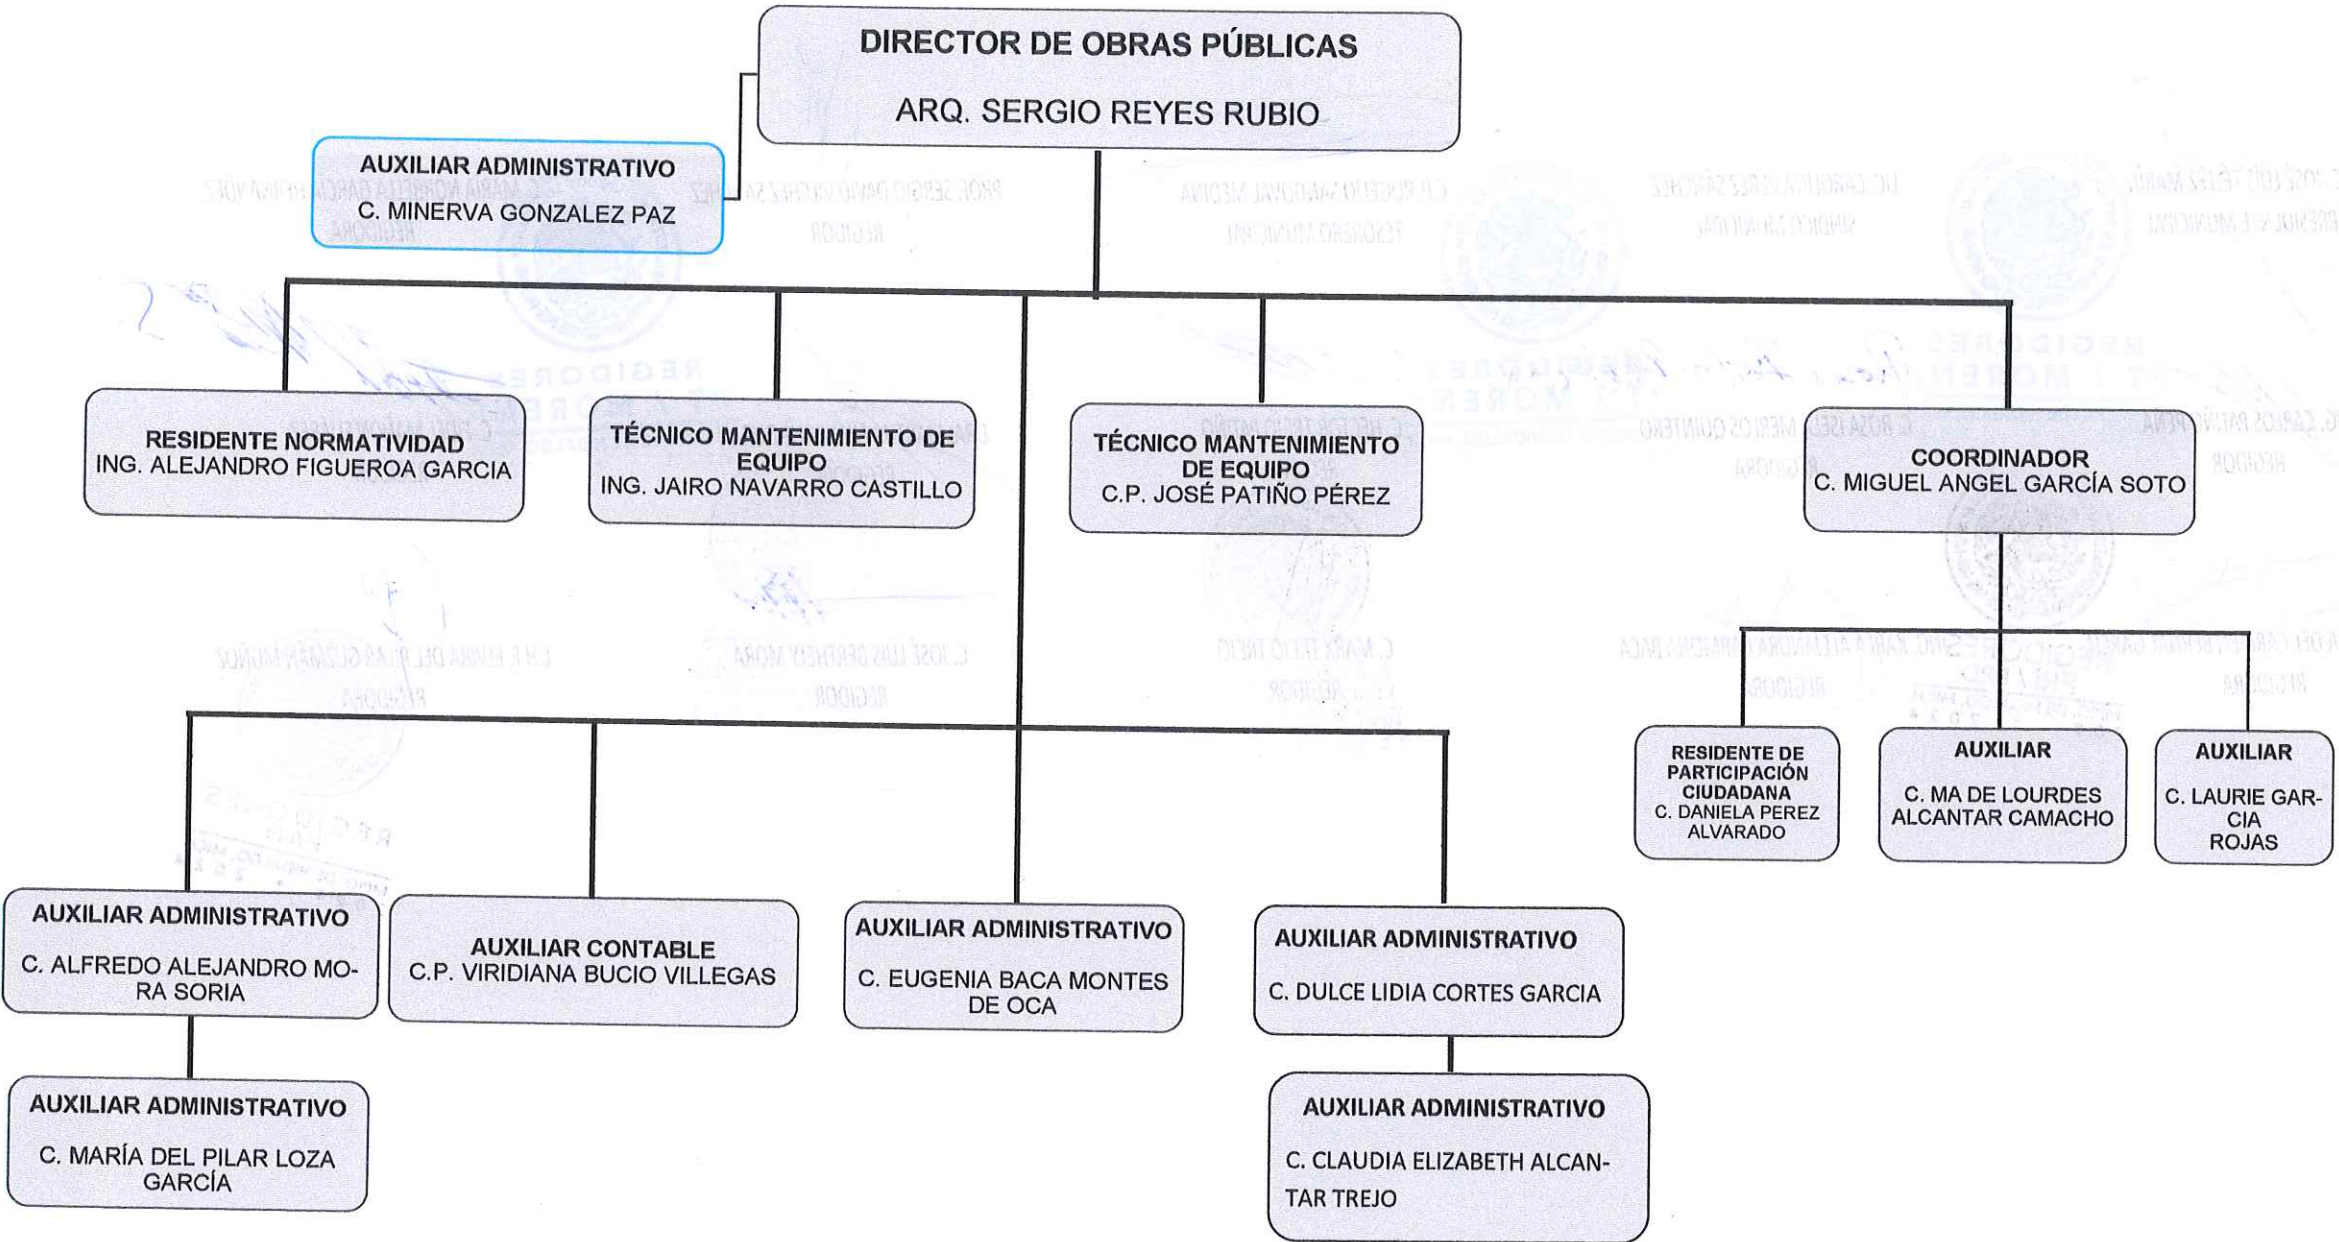 DIRECTOR DE OBRAS PÚBLICAS
ARQ. SERGIO REYES RUBIO
AUXILIAR ADMINISTRATIVO
C. MINERVA GONZALEZ PAZ
RESIDENTE NORMATIVIDAD
ING. ALEJANDRO FIGUEROA GARCIA
TÉCNICO MANTENIMIENTO DE
EQUIPO
ING. JAIRO NAVARRO CASTILLO
TÉCNICO MANTENIMIENTO
DE EQUIPO
C.P. JOSÉ PATIÑO PÉREZ
COORDINADOR
C. MIGUEL ANGEL GARCÍA SOTO
RESIDENTE DE
PARTICIPACIÓN
CIUDADANA
C. DANIELA PEREZ
ALVARADO
AUXILIAR
C. MA DE LOURDES
ALCANTAR CAMACHO
AUXILIAR
C. LAURIE GAR-
CIA
ROJAS
AUXILIAR ADMINISTRATIVO
C. ALFREDO ALEJANDRO MO-
RA SORIA
AUXILIAR CONTABLE
C.P. VIRIDIANA BUCIO VILLEGAS
AUXILIAR ADMINISTRATIVO
C. EUGENIA BACA MONTES
DE OCA
AUXILIAR ADMINISTRATIVO
C. DULCE LIDIA CORTES GARCIA
AUXILIAR ADMINISTRATIVO
C. MARÍA DEL PILAR LOZA
GARCÍA
AUXILIAR ADMINISTRATIVO
C. CLAUDIA ELIZABETH ALCAN-
TAR TREJO